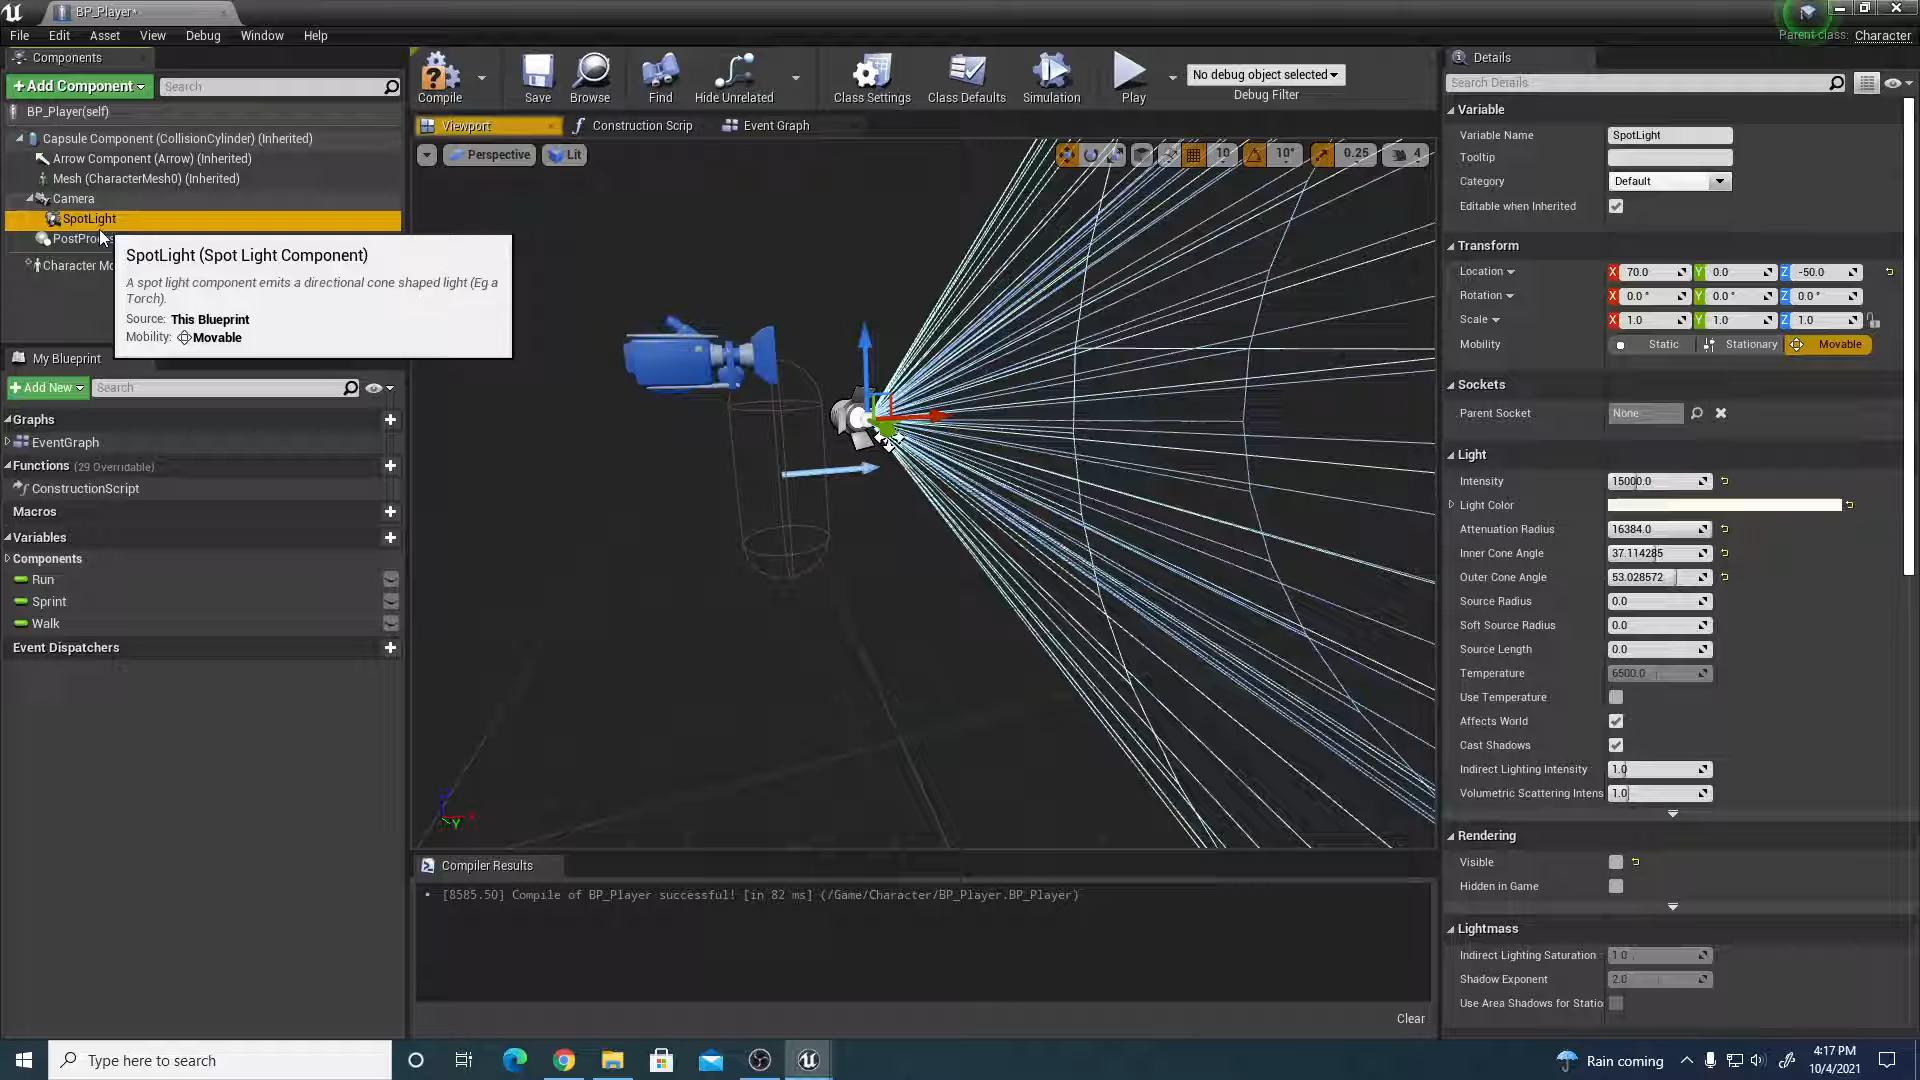 BP_Player*
File Edit Asset View Debug Window Help
Parent class: Character
Components
+Add Component
Search
BP_Player(self)
Capsule Component (CollisionCylinder) (Inherited)
Arrow Component (Arrow) (Inherited)
Mesh (CharacterMesh0) (Inherited)
Camera
SpotLight
PostProc
Character Mo
SpotLight (Spot Light Component)
A spot light component emits a directional cone shaped light (Eg a
Torch).
Source: This Blueprint
Mobility: Movable
My Blueprint
+Add New
Search
Graphs
EventGraph
Functions (29 Overridable)
ConstructionScript
Macros
Variables
Components
Run
Sprint
Walk
Event Dispatchers
Compile Save Browse Find Hide Unrelated Class Settings Class Defaults Simulation Play
No debug object selected
Debug Filter
Viewport Construction Scrip Event Graph
Perspective Lit
10 10° 0.25 4
Z X Y
Compiler Results
[8585.50] Compile of BP_Player successful! [in 82 ms] (/Game/Character/BP_Player.BP_Player)
Clear
Details
Search Details
Variable
Variable Name SpotLight
Tooltip
Category Default
Editable when Inherited
Transform
Location X 70.0 Y 0.0 Z -50.0
Rotation X 0.0 ° Y 0.0 ° Z 0.0 °
Scale X 1.0 Y 1.0 Z 1.0
Mobility Static Stationary Movable
Sockets
Parent Socket None
Light
Intensity 15000.0
Light Color
Attenuation Radius 16384.0
Inner Cone Angle 37.114285
Outer Cone Angle 53.028572
Source Radius 0.0
Soft Source Radius 0.0
Source Length 0.0
Temperature 6500.0
Use Temperature
Affects World
Cast Shadows
Indirect Lighting Intensity 1.0
Volumetric Scattering Intens 1.0
Rendering
Visible
Hidden in Game
Lightmass
Indirect Lighting Saturation 1.0
Shadow Exponent 2.0
Use Area Shadows for Statio
Type here to search
Rain coming
4:17 PM
10/4/2021